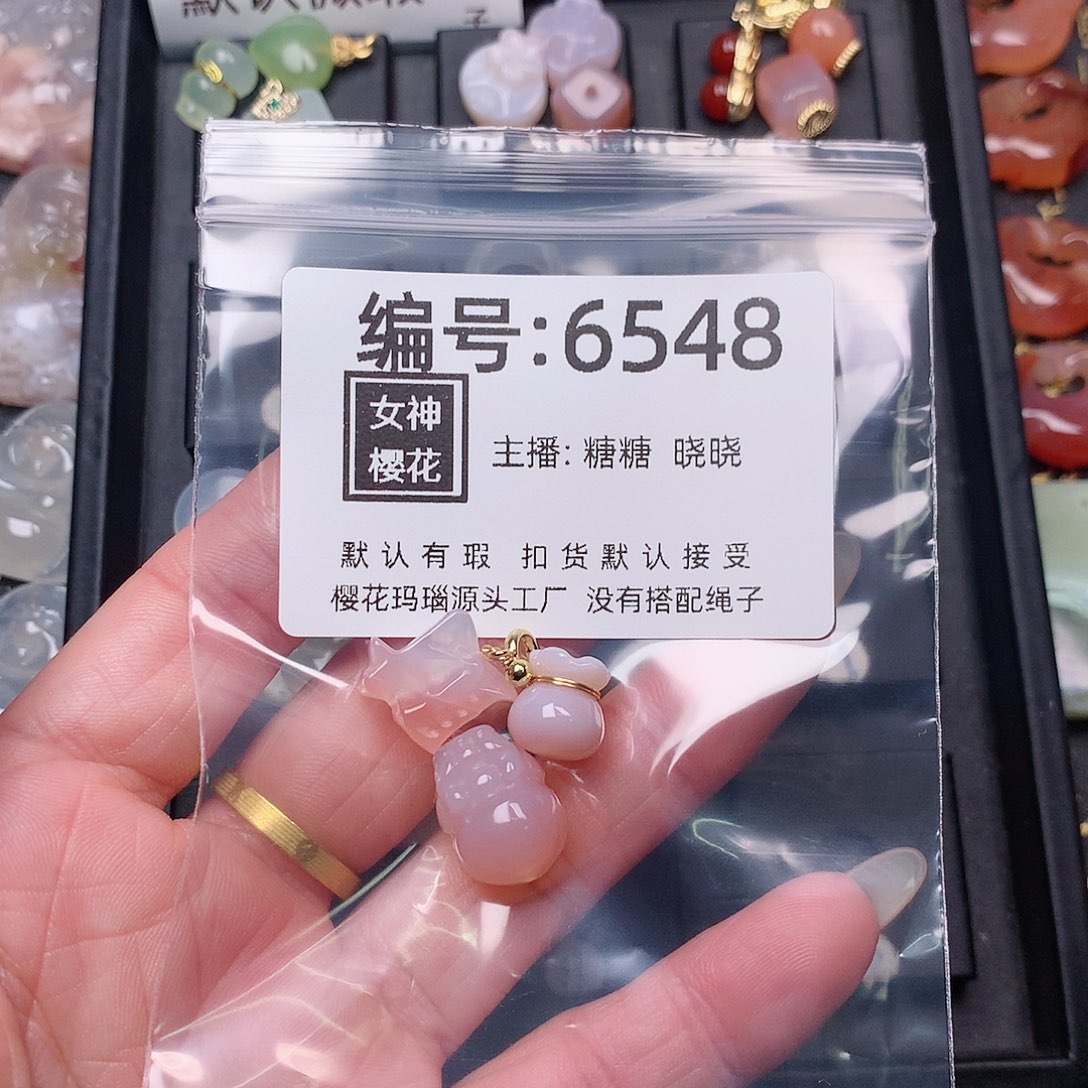 子
编号:6548
女神
樱花
主播: 糖糖 晓晓
默认有瑕 扣货默认接受
樱花玛瑙源头工厂 没有搭配绳子